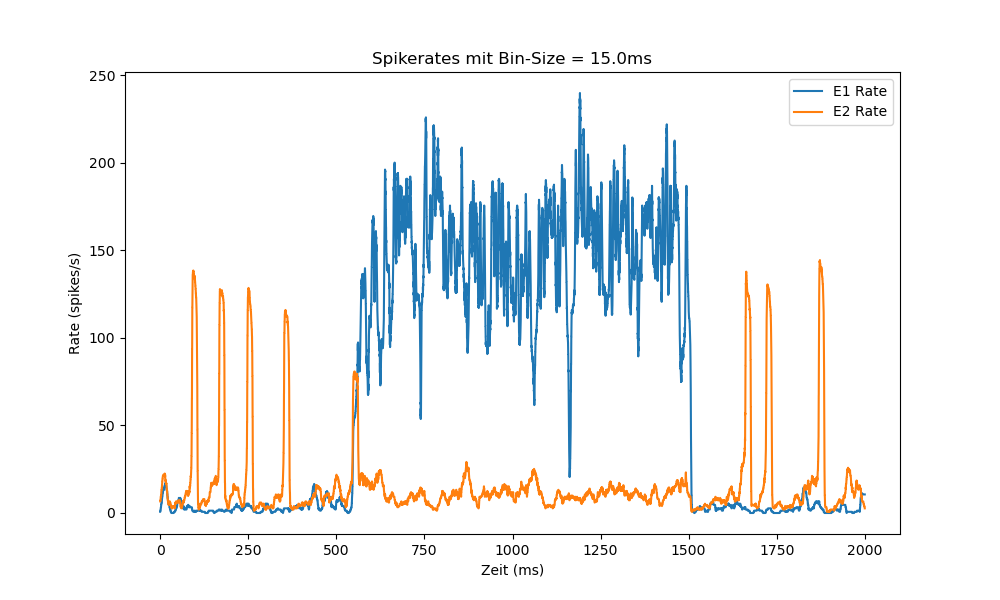 Spikerates mit Bin-Size = 15.0ms
250
200
150
100
50
0
Rate (spikes/s)
E1 Rate
E2 Rate
0 250 500 750 1000 1250 1500 1750 2000
Zeit (ms)